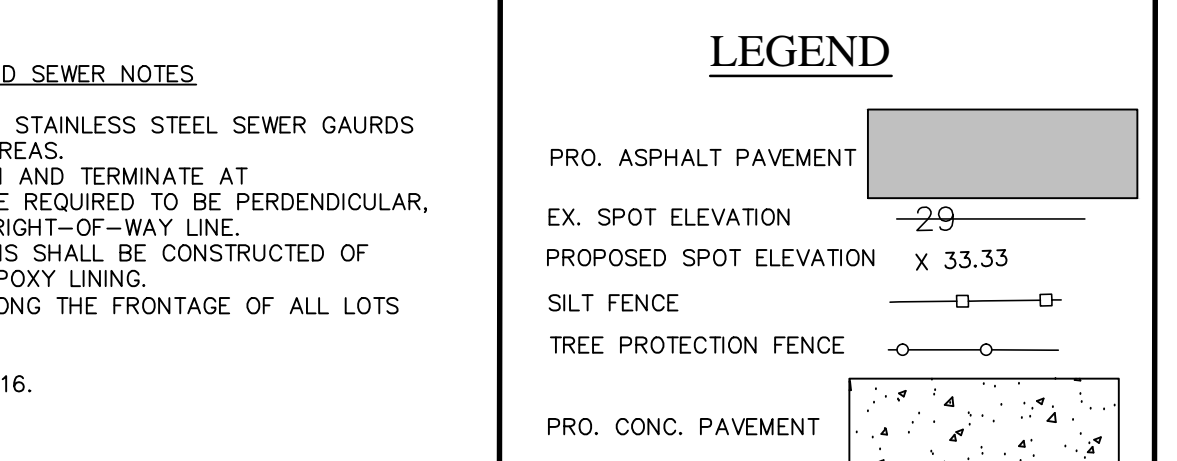 D SEWER NOTES
STAINLESS STEEL SEWER GAURDS
REAS.
AND TERMINATE AT
E REQUIRED TO BE PERDENDICULAR,
RIGHT-OF-WAY LINE.
NS SHALL BE CONSTRUCTED OF
POXY LINING.
ONG THE FRONTAGE OF ALL LOTS
16.
LEGEND
PRO. ASPHALT PAVEMENT
EX. SPOT ELEVATION 29
PROPOSED SPOT ELEVATION X 33.33
SILT FENCE
TREE PROTECTION FENCE
PRO. CONC. PAVEMENT